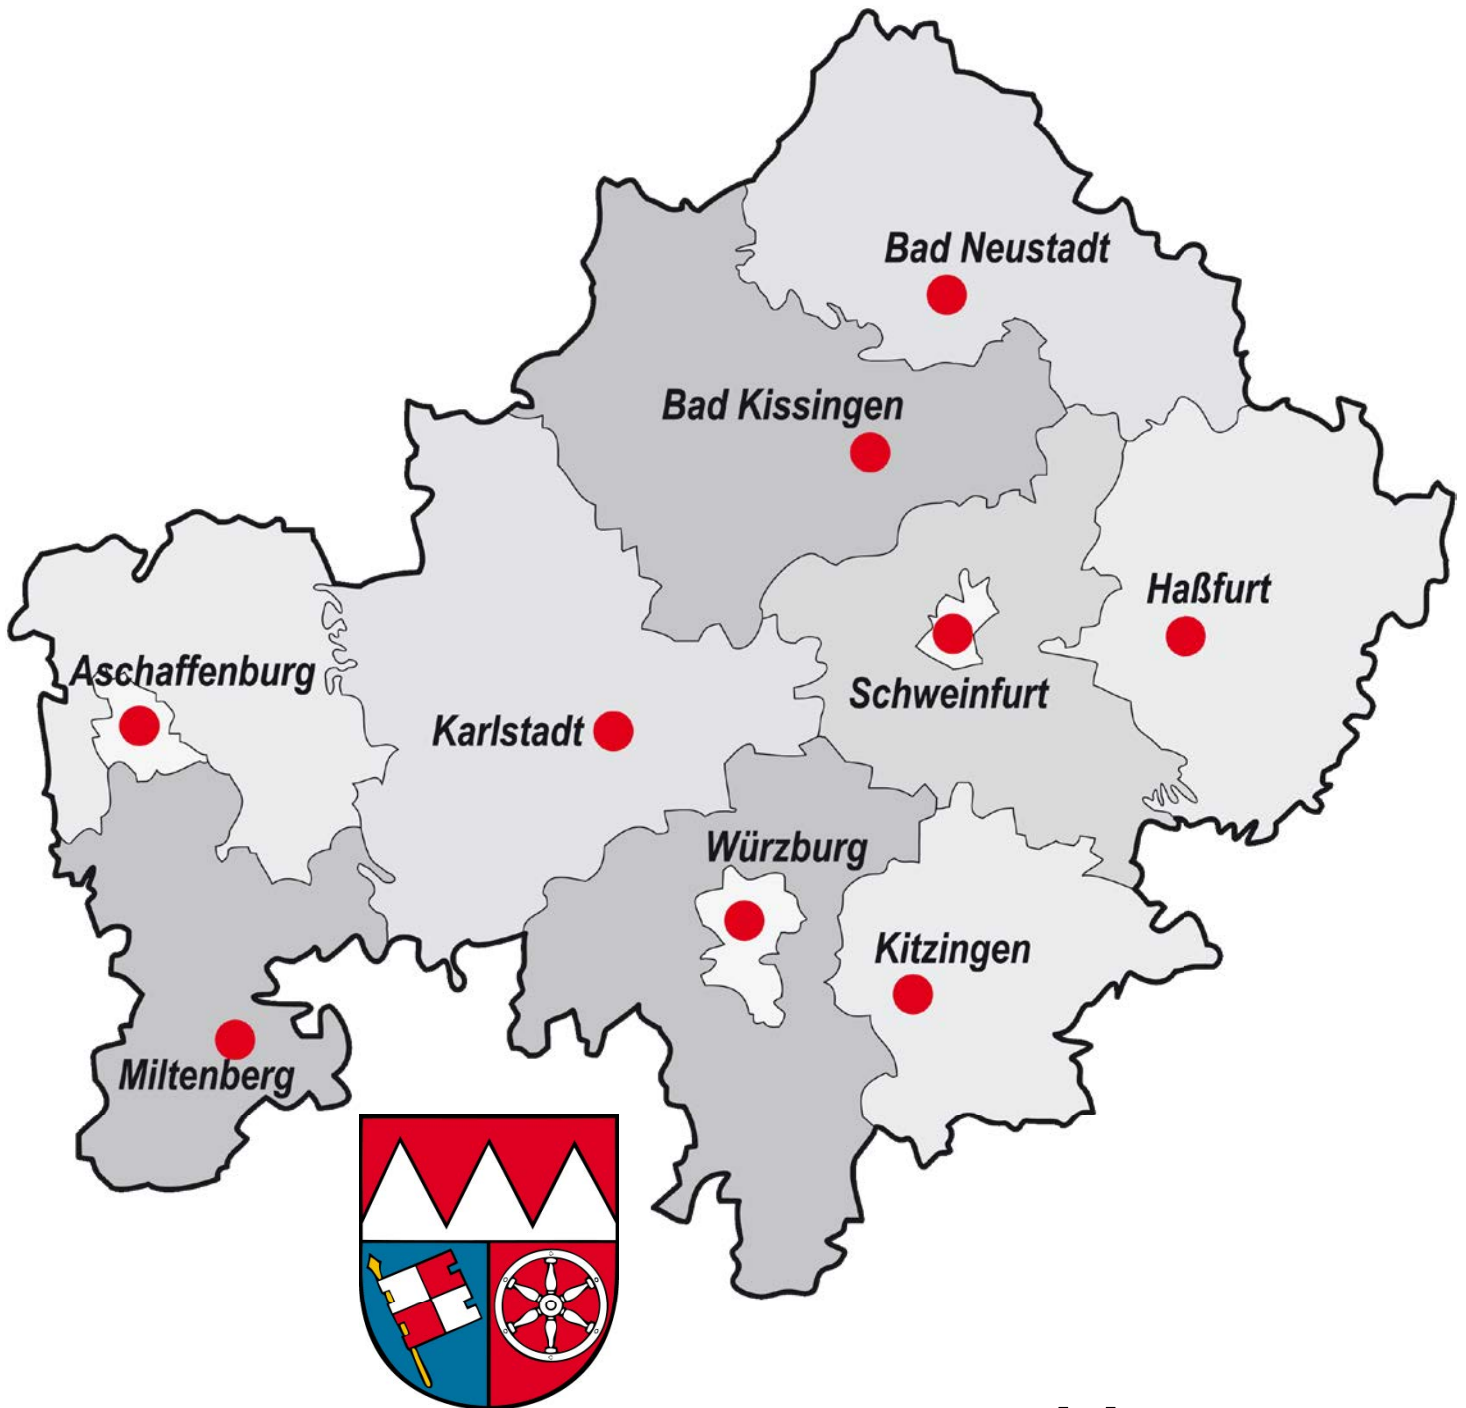 Bad Neustadt
Bad Kissingen
Haßfurt
Aschaffenburg
Schweinfurt
Karlstadt
Würzburg
Kitzingen
Miltenberg